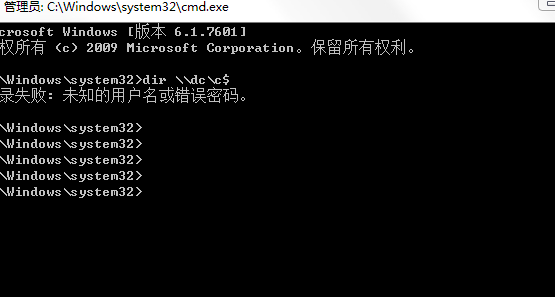 管理员: C:\Windows\system32\cmd.exe
crosoft Windows [版本 6.1.7601]
权所有 (c) 2009 Microsoft Corporation。保留所有权利。
\Windows\system32>dir \\dc\c$
录失败: 未知的用户名或错误密码。
\Windows\system32>
\Windows\system32>
\Windows\system32>
\Windows\system32>
\Windows\system32>